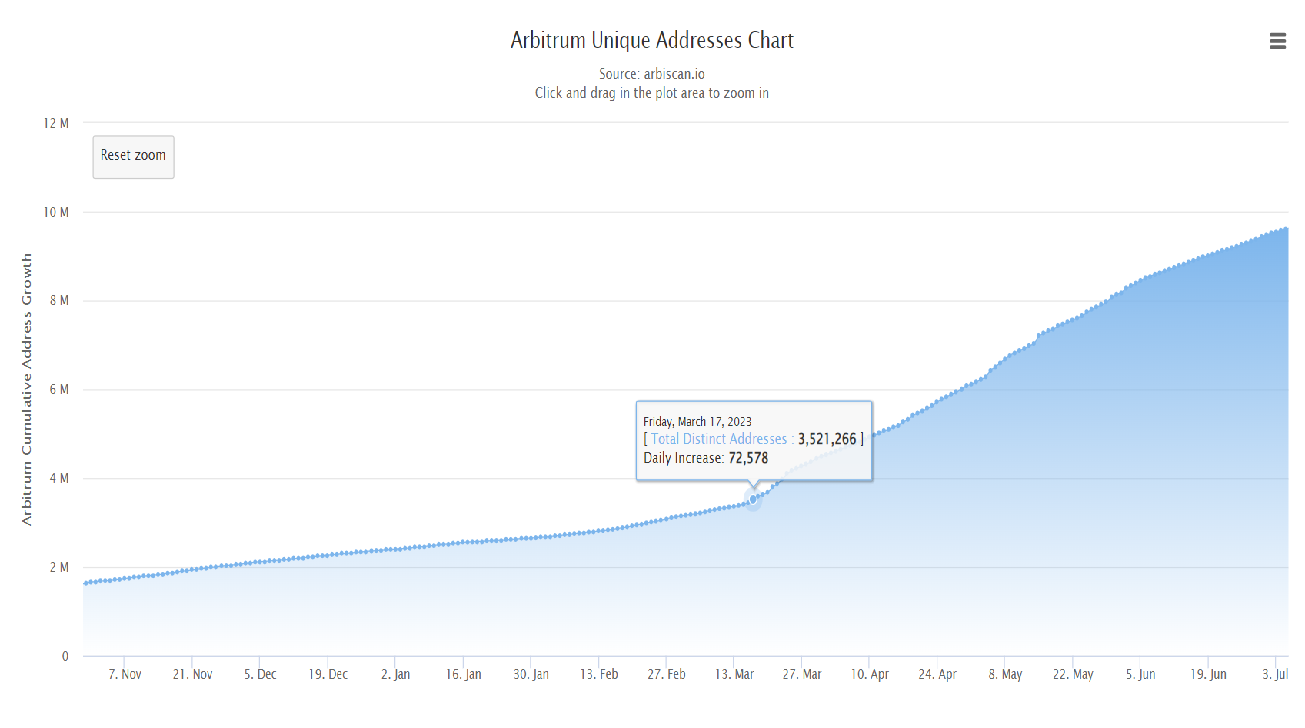 Arbitrum Unique Addresses Chart
Source: arbiscan.io
Click and drag in the plot area to zoom in
Arbitrum Cumulative Address Growth
12 M
Reset zoom
10 M
8 M
6 M
Friday, March 17, 2023
[ Total Distinct Addresses : 3,521,266 ]
Daily Increase: 72,578
4 M
2 M
0
7. Nov 21. Nov 5. Dec 19. Dec 2. Jan 16. Jan 30. Jan 13. Feb 27. Feb 13. Mar 27. Mar 10. Apr 24. Apr 8. May 22. May 5. Jun 19. Jun 3. Jul